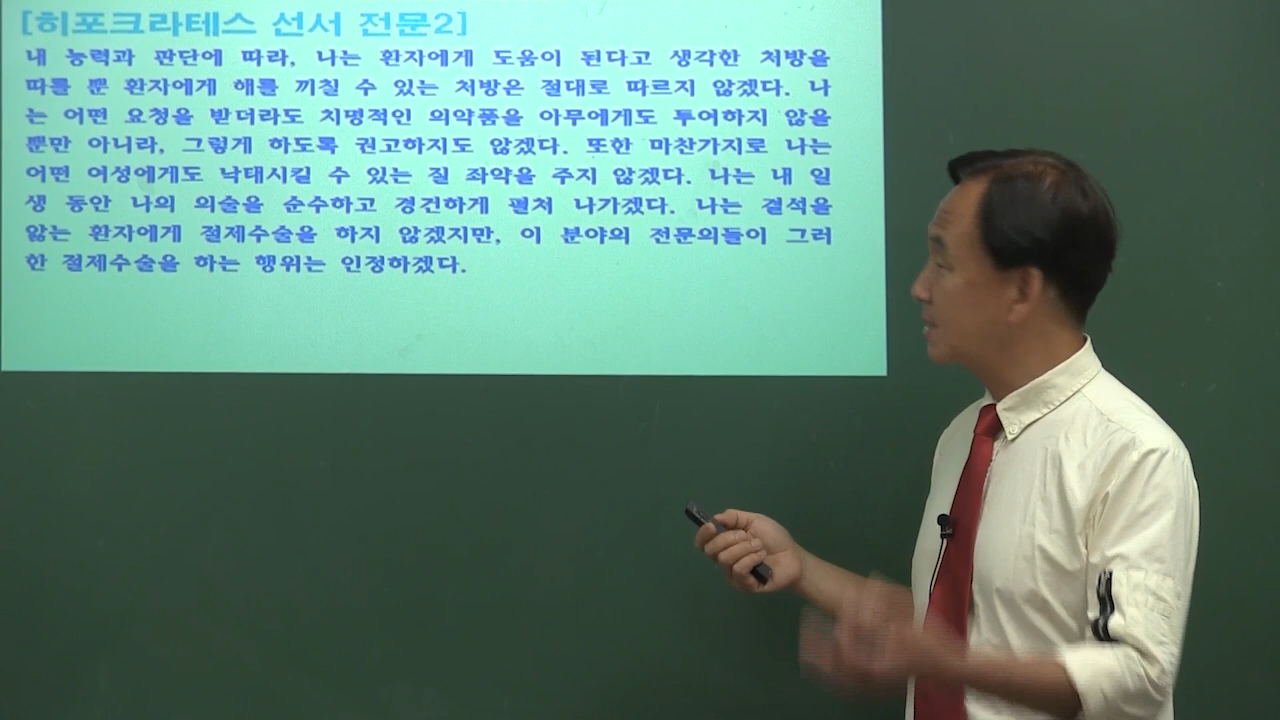 [히포크라테스 선서 전문2]
내 능력과 판단에 따라, 나는 환자에게 도움이 된다고 생각한 처방을
따를 뿐 환자에게 해를 끼칠 수 있는 처방은 절대로 따르지 않겠다. 나
는 어떤 요청을 받더라도 치명적인 의약품을 아무에게도 투여하지 않을
뿐만 아니라, 그렇게 하도록 권고하지도 않겠다. 또한 마찬가지로 나는
어떤 여성에게도 낙태시킬 수 있는 질 좌약을 주지 않겠다. 나는 내 일
생 동안 나의 의술을 순수하고 경건하게 펼쳐 나가겠다. 나는 결석을
앓는 환자에게 절제수술을 하지 않겠지만, 이 분야의 전문의들이 그러
한 절제수술을 하는 행위는 인정하겠다.